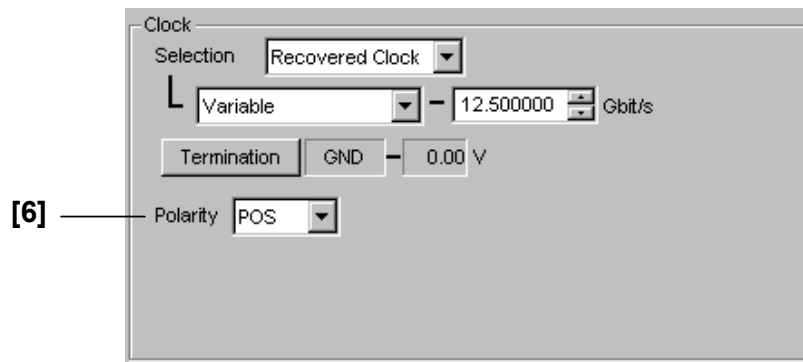 Clock
Selection Recovered Clock
Variable 12.500000 Gbit/s
Termination GND 0.00 V
[6] Polarity POS